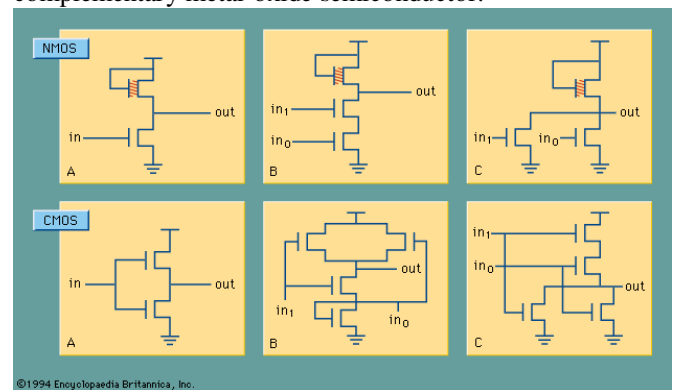 complementary metal-oxide semiconductor.
NMOS
in
out
A
in₁
in₀
out
B
in₁
in₀
out
C
CMOS
in
out
A
in₁
in₀
out
B
in₁
in₀
out
C
©1994 Encyclopaedia Britannica, Inc.